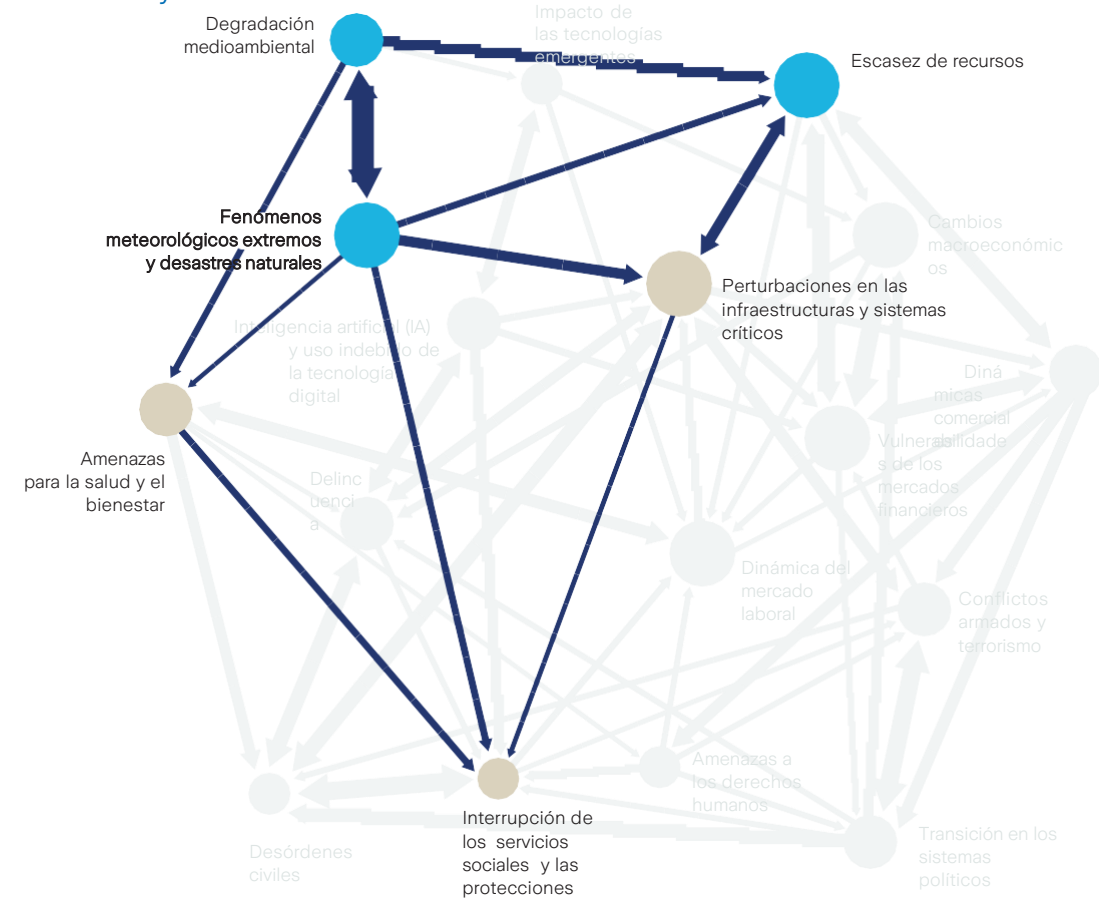 Degradación
medioambiental
Impacto de
las tecnologías
emergentes
Escasez de recursos
Fenómenos
meteorológicos extremos
y desastres naturales
Cambios
macroeconómic
os
Perturbaciones en las
infraestructuras y sistemas
críticos
Inteligencia artificial (IA)
y uso indebido de
la tecnología
digital
Diná
micas
comercial
es
Vulnerabilidade
s de los
mercados
financieros
Amenazas
para la salud y el
bienestar
Delinc
uenci
a
Dinámica del
mercado
laboral
Conflictos
armados y
terrorismo
Amenazas a
los derechos
humanos
Interrupción de
los servicios
sociales y las
protecciones
Desórdenes
civiles
Transición en los
sistemas
políticos